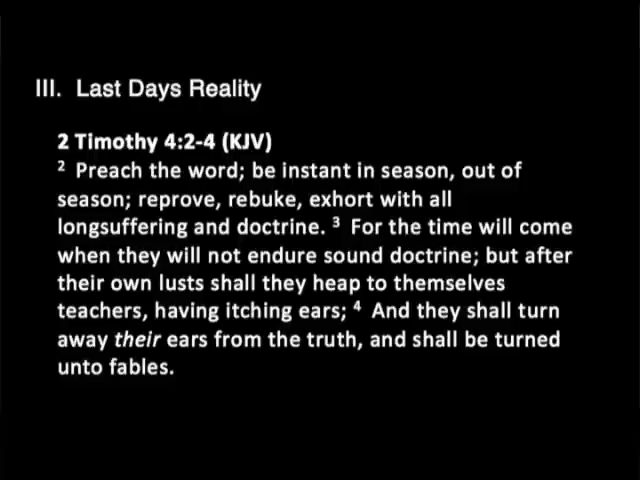 III. Last Days Reality
2 Timothy 4:2-4 (KJV)
2 Preach the word; be instant in season, out of
season; reprove, rebuke, exhort with all
longsuffering and doctrine. 3 For the time will come
when they will not endure sound doctrine; but after
their own lusts shall they heap to themselves
teachers, having itching ears; 4 And they shall turn
away their ears from the truth, and shall be turned
unto fables.